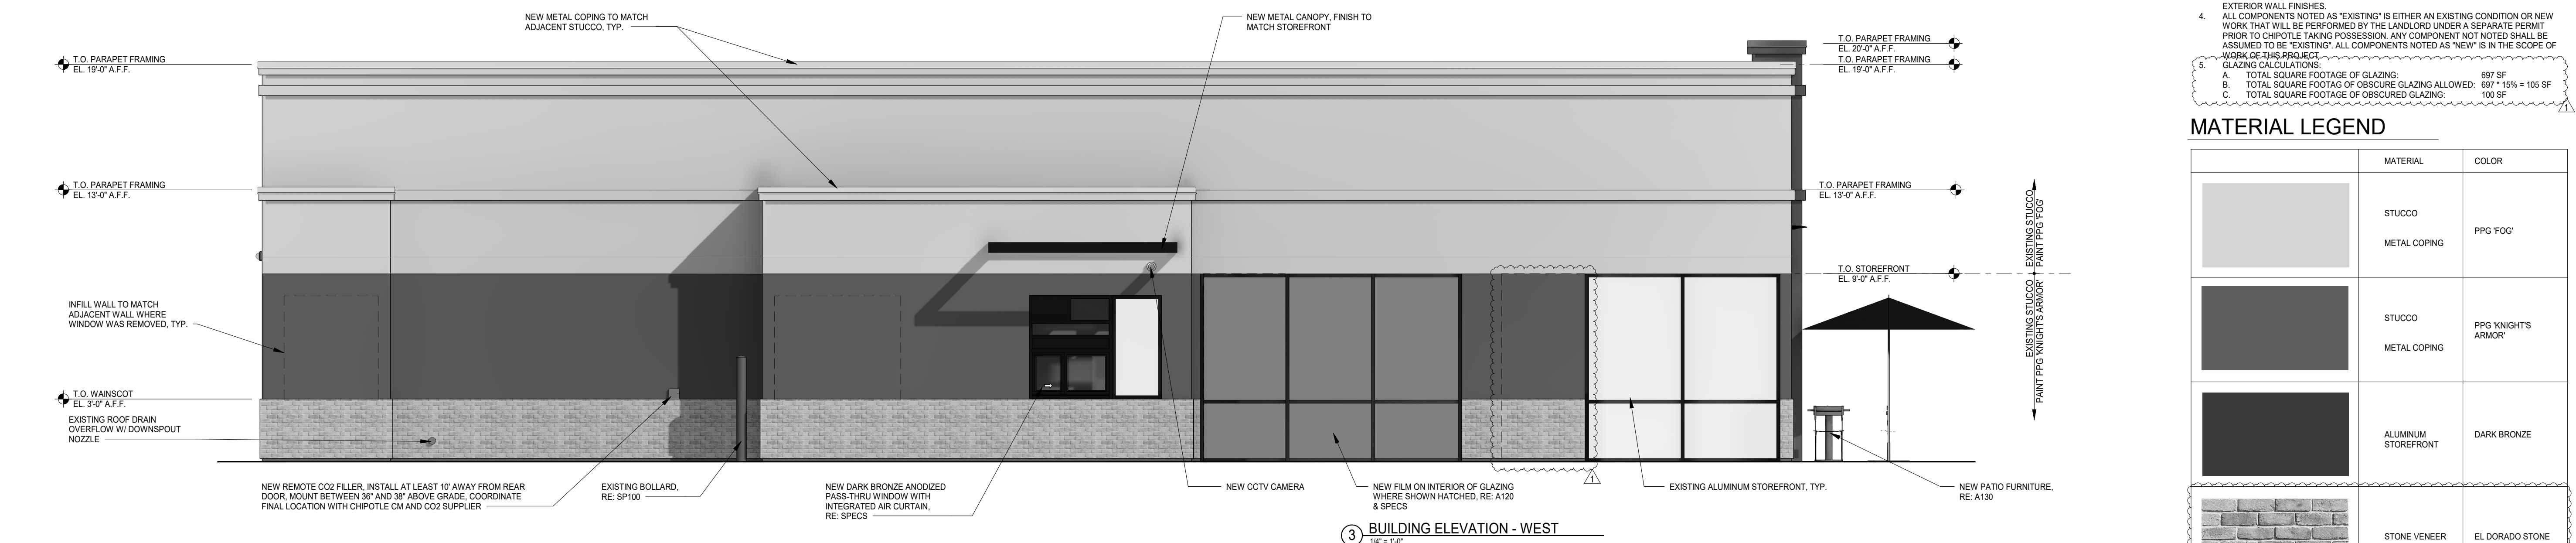 NEW METAL COPING TO MATCH
ADJACENT STUCCO, TYP.
NEW METAL CANOPY, FINISH TO
MATCH STOREFRONT
T.O. PARAPET FRAMING
EL. 19'-0" A.F.F.
T.O. PARAPET FRAMING
EL. 13'-0" A.F.F.
INFILL WALL TO MATCH
ADJACENT WALL WHERE
WINDOW WAS REMOVED, TYP.
T.O. WAINSCOT
EL. 3'-0" A.F.F.
EXISTING ROOF DRAIN
OVERFLOW W/ DOWNSPOUT
NOZZLE
T.O. PARAPET FRAMING
EL. 20'-0" A.F.F.
T.O. PARAPET FRAMING
EL. 19'-0" A.F.F.
T.O. PARAPET FRAMING
EL. 13'-0" A.F.F.
T.O. STOREFRONT
EL. 9'-0" A.F.F.
EXISTING STUCCO
PAINT PPG 'FOG'
EXISTING STUCCO
PAINT PPG 'KNIGHT'S ARMOR'
NEW REMOTE CO2 FILLER, INSTALL AT LEAST 10' AWAY FROM REAR
DOOR, MOUNT BETWEEN 36" AND 38" ABOVE GRADE, COORDINATE
FINAL LOCATION WITH CHIPOTLE CM AND CO2 SUPPLIER
EXISTING BOLLARD,
RE: SP100
NEW DARK BRONZE ANODIZED
PASS-THRU WINDOW WITH
INTEGRATED AIR CURTAIN,
RE: SPECS
NEW CCTV CAMERA
NEW FILM ON INTERIOR OF GLAZING
WHERE SHOWN HATCHED, RE: A120
& SPECS
1
EXISTING ALUMINUM STOREFRONT, TYP.
NEW PATIO FURNITURE,
RE: A130
3 BUILDING ELEVATION - WEST
1/4" = 1'-0"
EXTERIOR WALL FINISHES.
4. ALL COMPONENTS NOTED AS "EXISTING" IS EITHER AN EXISTING CONDITION OR NEW
WORK THAT WILL BE PERFORMED BY THE LANDLORD UNDER A SEPARATE PERMIT
PRIOR TO CHIPOTLE TAKING POSSESSION. ANY COMPONENT NOT NOTED SHALL BE
ASSUMED TO BE "EXISTING". ALL COMPONENTS NOTED AS "NEW" IS IN THE SCOPE OF
WORK OF THIS PROJECT.
5. GLAZING CALCULATIONS:
A. TOTAL SQUARE FOOTAGE OF GLAZING: 697 SF
B. TOTAL SQUARE FOOTAG OF OBSCURE GLAZING ALLOWED: 697 * 15% = 105 SF
C. TOTAL SQUARE FOOTAGE OF OBSCURED GLAZING: 100 SF
1
MATERIAL LEGEND
MATERIAL COLOR
STUCCO
METAL COPING
PPG 'FOG'
STUCCO
METAL COPING
PPG 'KNIGHT'S
ARMOR'
ALUMINUM
STOREFRONT
DARK BRONZE
STONE VENEER
EL DORADO STONE